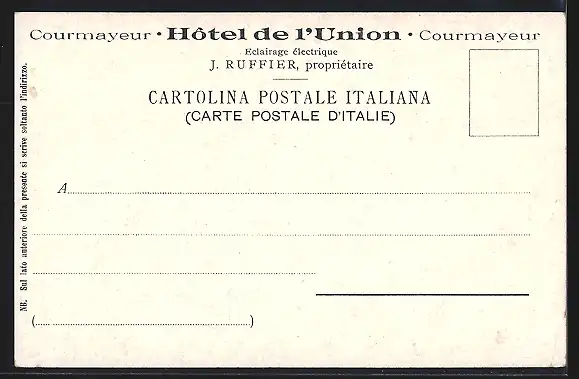 Courmayeur · Hôtel de l'Union · Courmayeur
Eclairage électrique
J. RUFFIER, propriétaire
CARTOLINA POSTALE ITALIANA
(CARTE POSTALE D'ITALIE)
NB. Sul lato anteriore della presente si scrive soltanto l'indirizzo.
A
( )